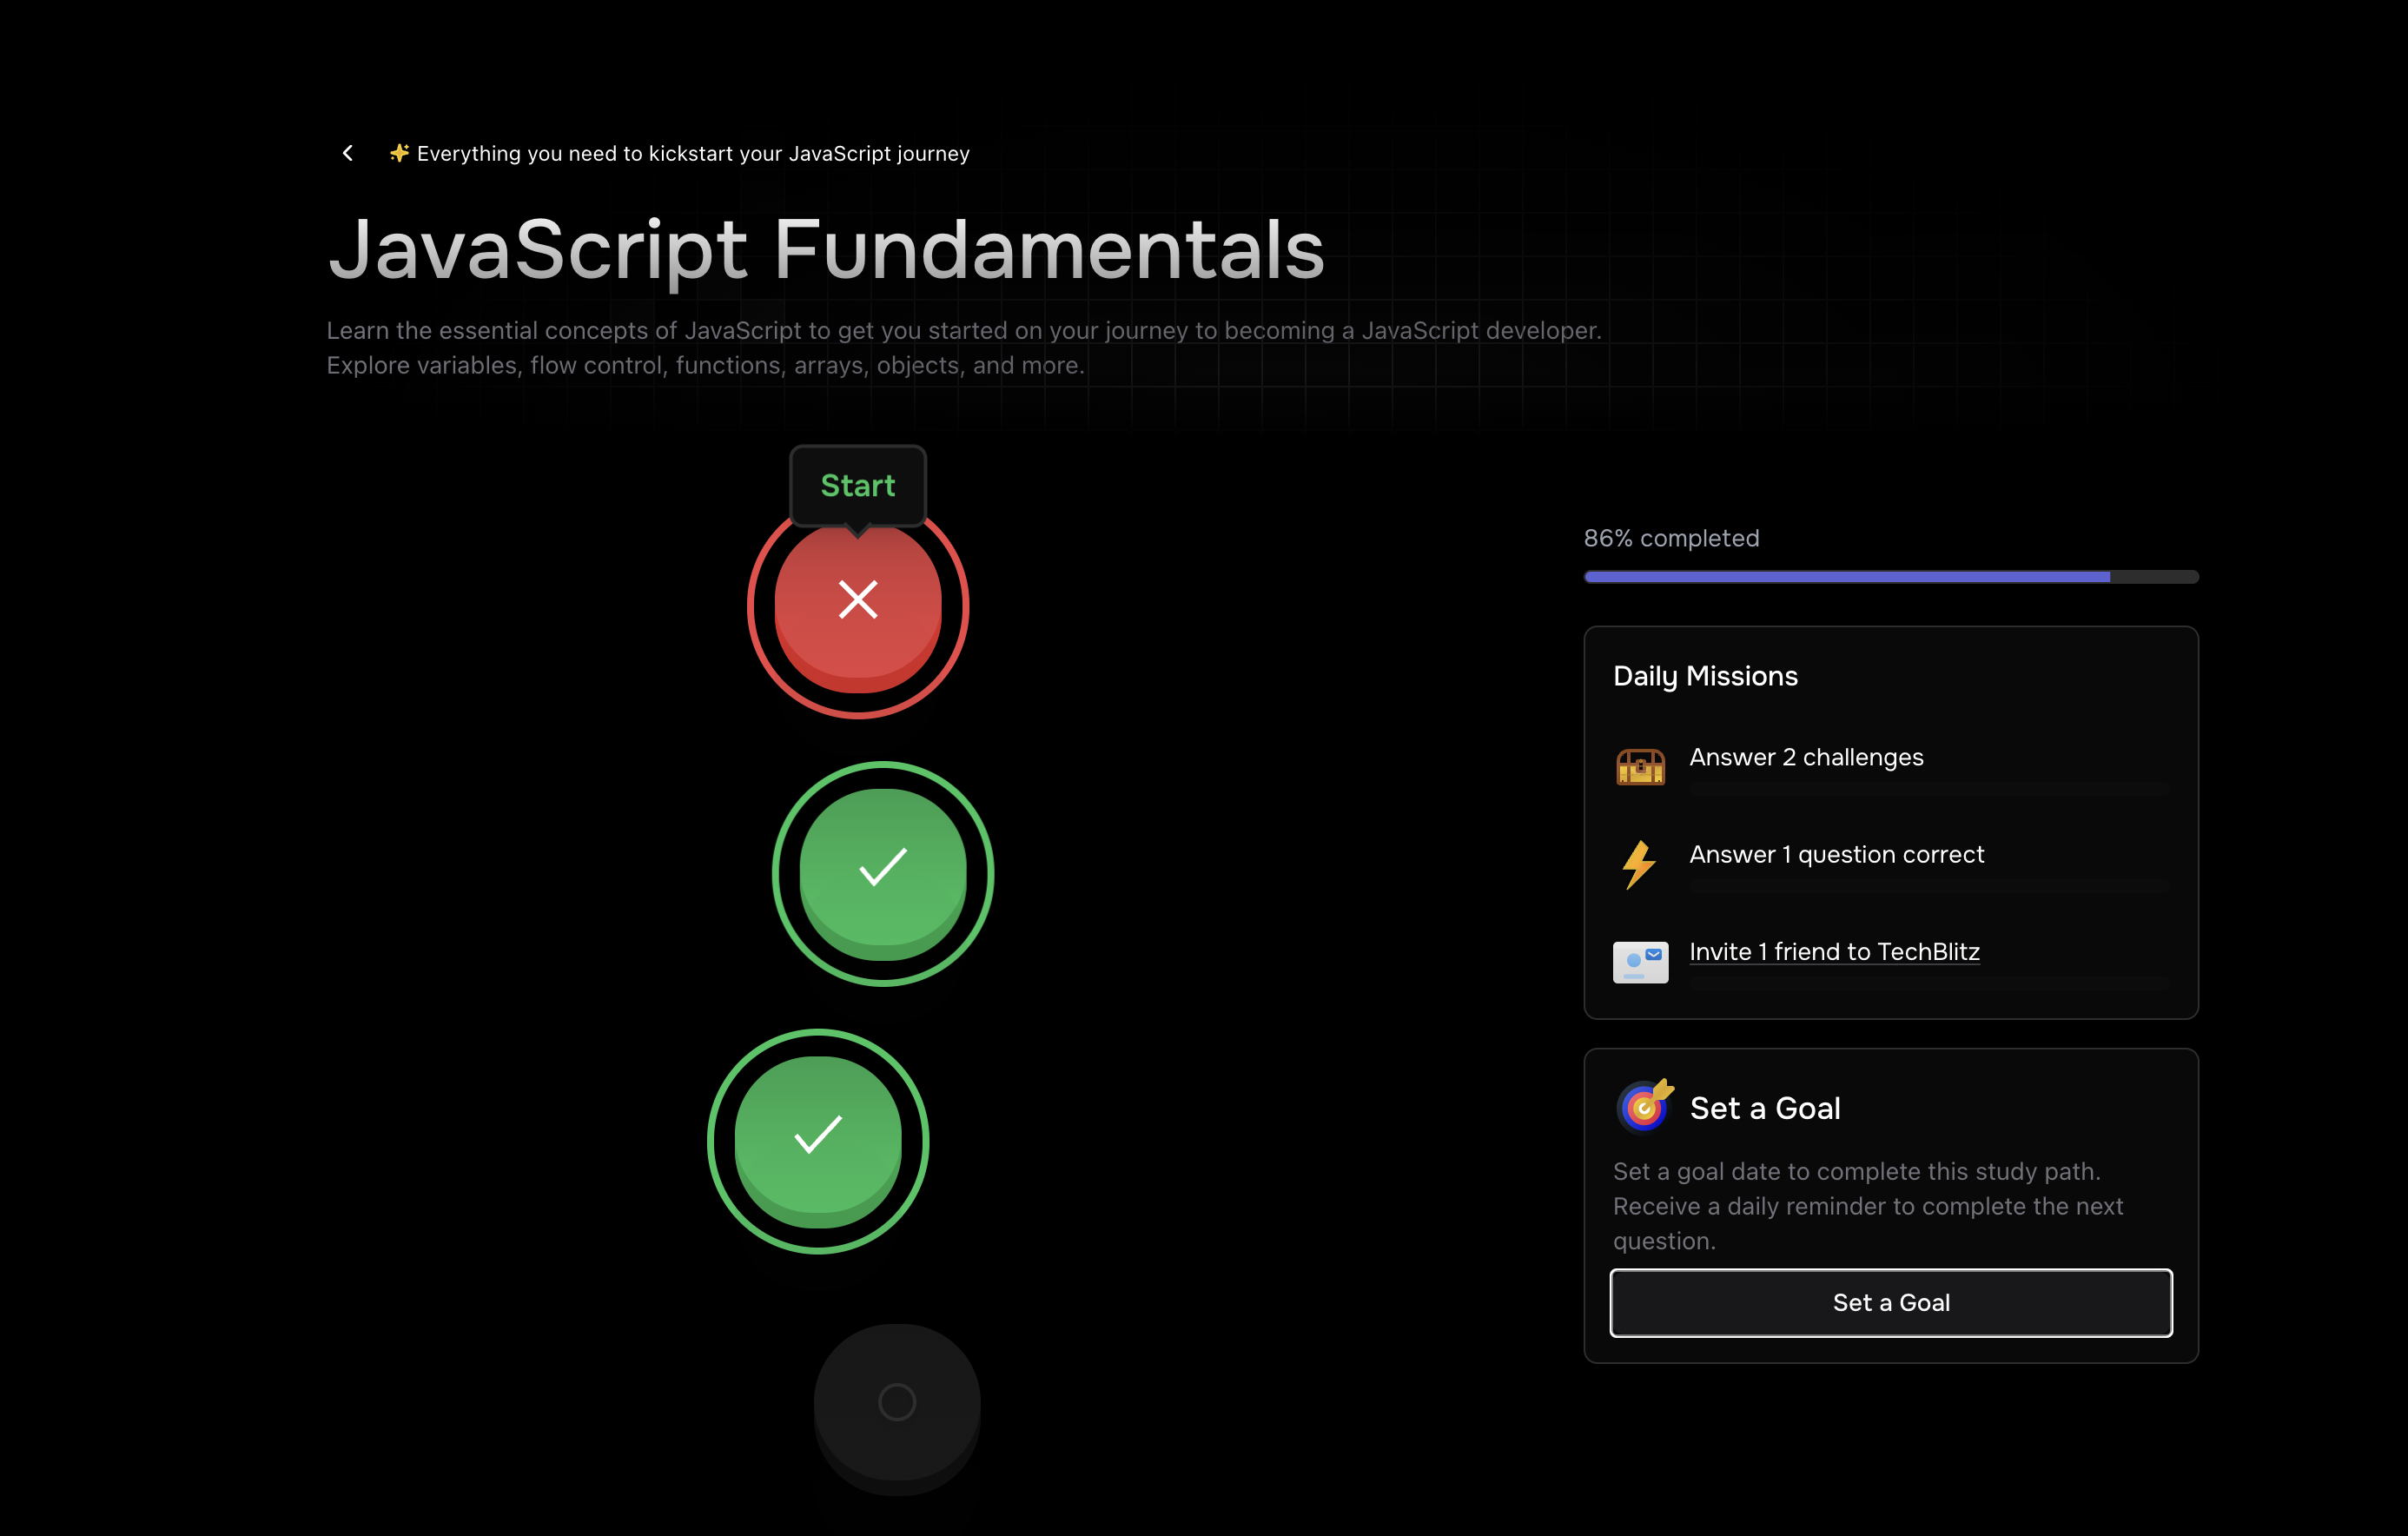 Everything you need to kickstart your JavaScript journey
JavaScript Fundamentals
Learn the essential concepts of JavaScript to get you started on your journey to becoming a JavaScript developer.
Explore variables, flow control, functions, arrays, objects, and more.
Start
86% completed
Daily Missions
Answer 2 challenges
Answer 1 question correct
Invite 1 friend to TechBlitz
Set a Goal
Set a goal date to complete this study path.
Receive a daily reminder to complete the next
question.
Set a Goal